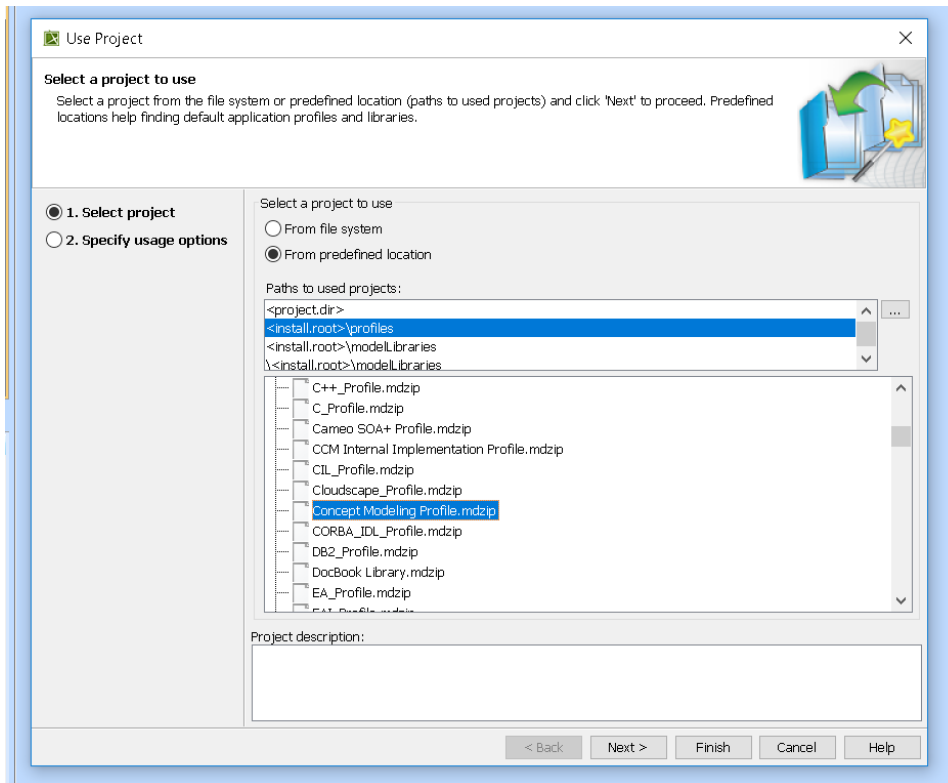 Use Project
Select a project to use
Select a project from the file system or predefined location (paths to used projects) and click 'Next' to proceed. Predefined
locations help finding default application profiles and libraries.
1. Select project
2. Specify usage options
Select a project to use
From file system
From predefined location
Paths to used projects:
<project.dir>
...
<install.root>\profiles
<install.root>\modelLibraries
\<install.root>\modelLibraries
C++_Profile.mdzip
C_Profile.mdzip
Cameo SOA+ Profile.mdzip
CCM Internal Implementation Profile.mdzip
CIL_Profile.mdzip
Cloudscape_Profile.mdzip
Concept Modeling Profile.mdzip
CORBA_IDL_Profile.mdzip
DB2_Profile.mdzip
DocBook Library.mdzip
EA_Profile.mdzip
EAI_Profile.mdzip
Project description:
< Back
Next >
Finish
Cancel
Help